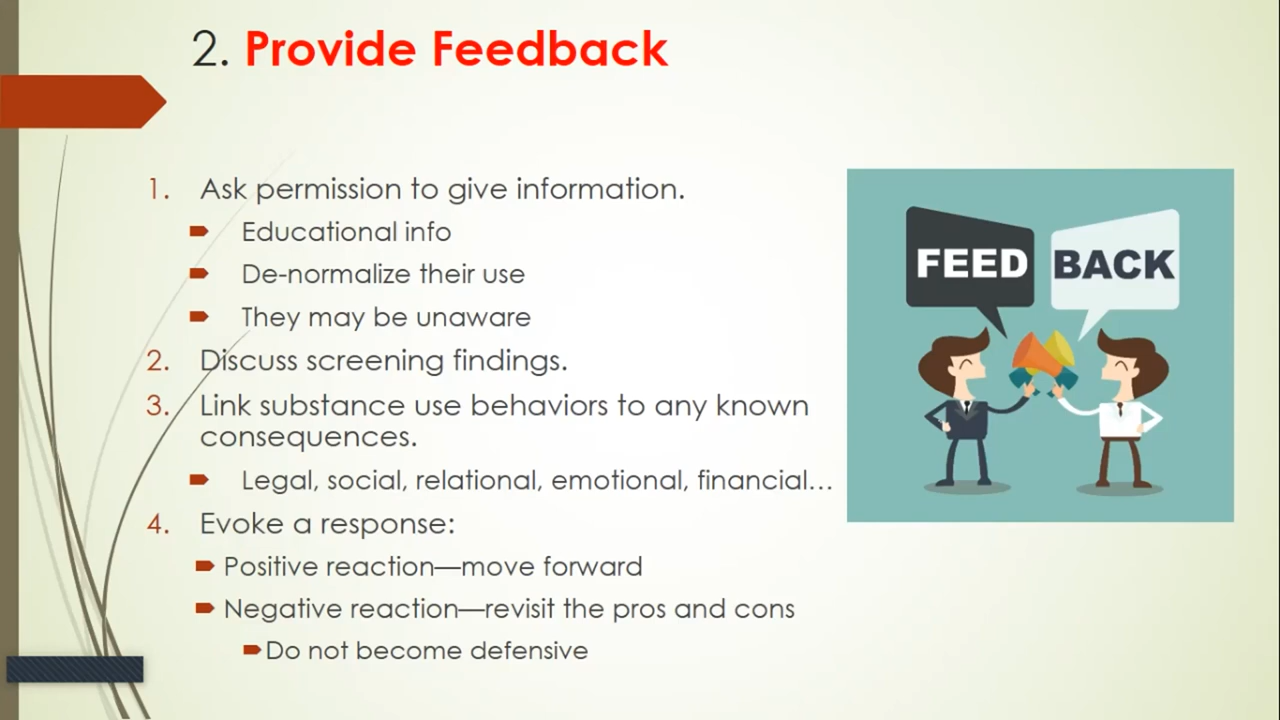 2. Provide Feedback
1. Ask permission to give information.
Educational info
De-normalize their use
They may be unaware
2. Discuss screening findings.
3. Link substance use behaviors to any known
consequences.
Legal, social, relational, emotional, financial…
4. Evoke a response:
Positive reaction—move forward
Negative reaction—revisit the pros and cons
Do not become defensive
FEED BACK